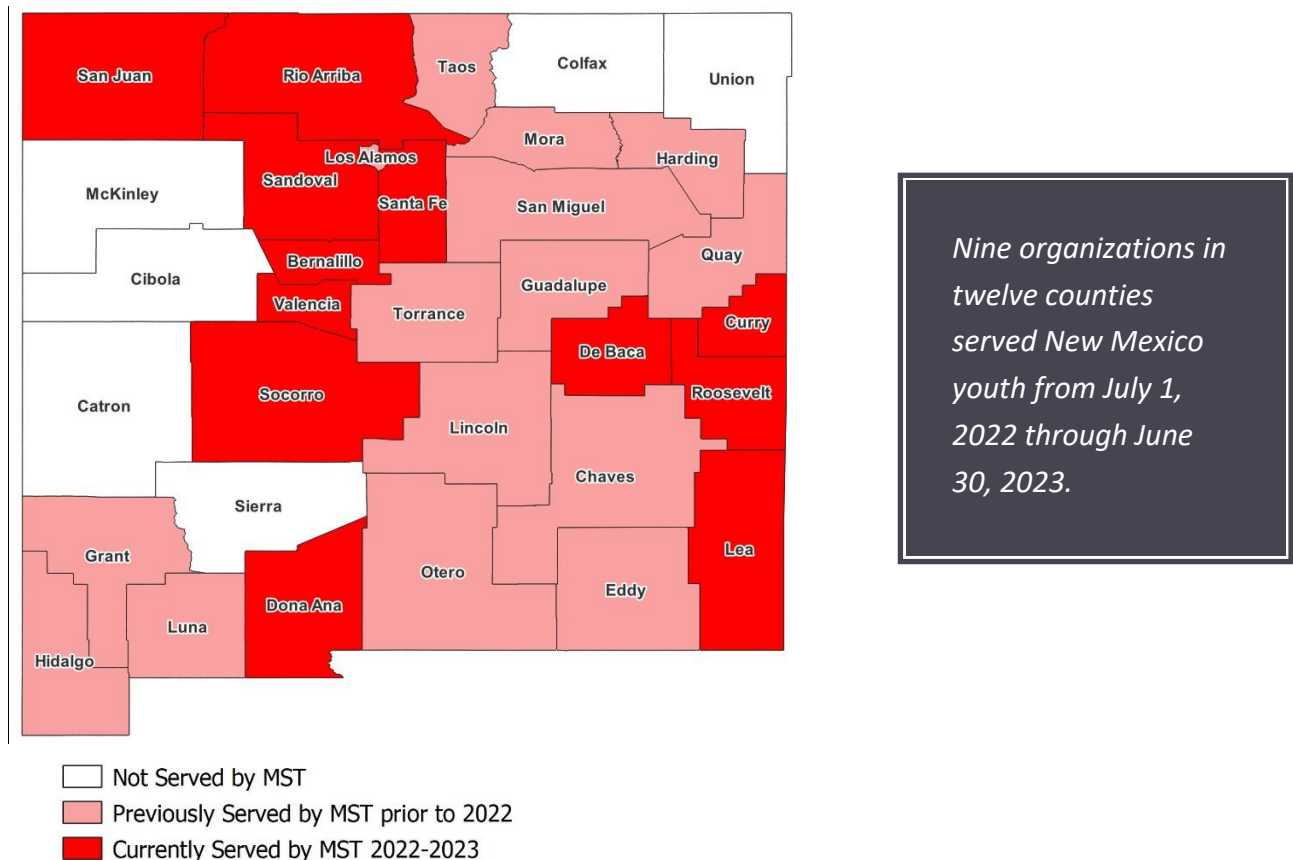 San Juan
Rio Arriba
Taos
Colfax
Union
Mora
Harding
Los Alamos
Sandoval
McKinley
Santa Fe
San Miguel
Quay
Bernalillo
Cibola
Guadalupe
Valencia
Torrance
Curry
De Baca
Roosevelt
Socorro
Catron
Lincoln
Chaves
Sierra
Grant
Lea
Otero
Eddy
Dona Ana
Luna
Hidalgo
Nine organizations in
twelve counties
served New Mexico
youth from July 1,
2022 through June
30, 2023.
Not Served by MST
Previously Served by MST prior to 2022
Currently Served by MST 2022-2023